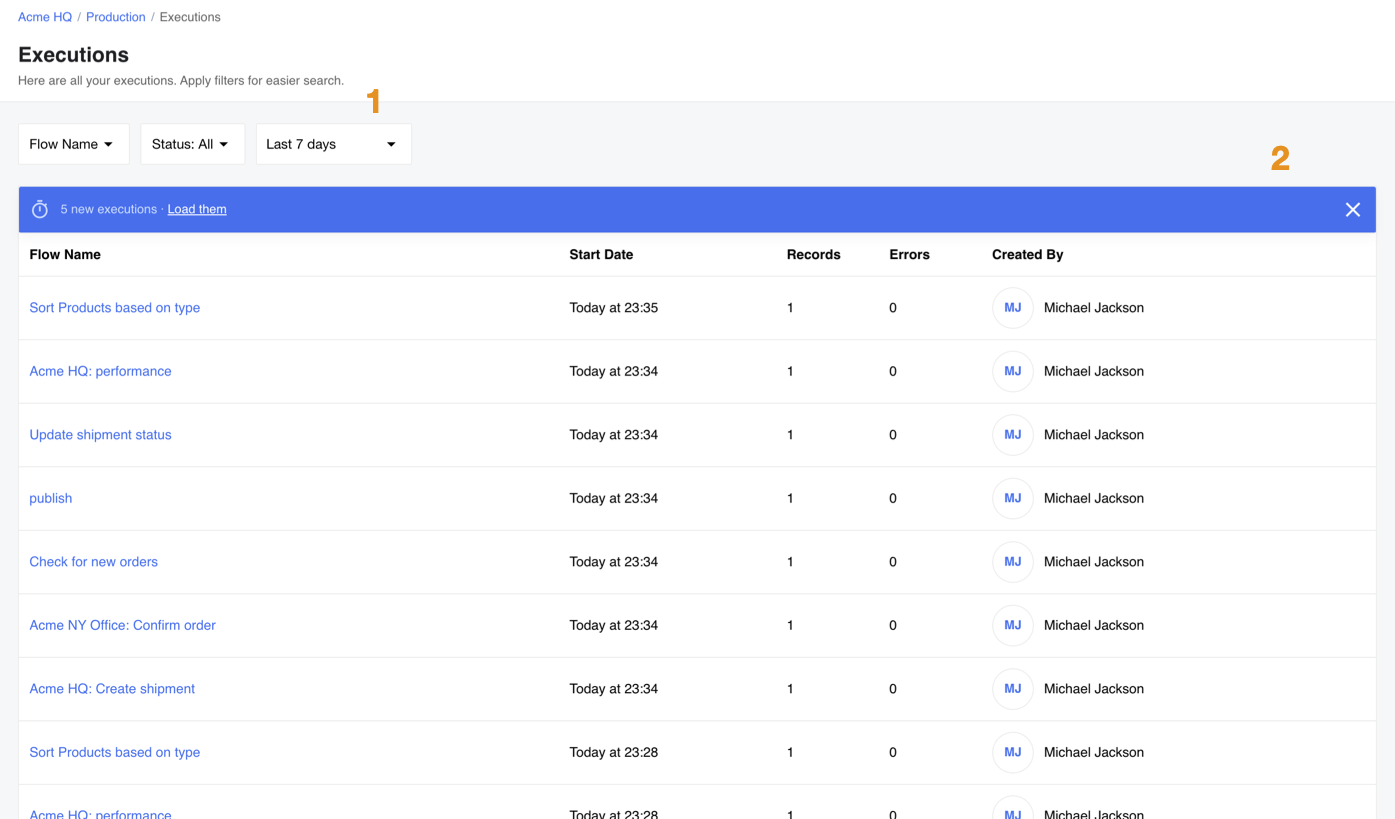 Acme HQ / Production / Executions
Executions
Here are all your executions. Apply filters for easier search.
1
Flow Name Status: All Last 7 days
2
5 new executions · Load them
Flow Name Start Date Records Errors Created By
Sort Products based on type Today at 23:35 1 0 MJ Michael Jackson
Acme HQ: performance Today at 23:34 1 0 MJ Michael Jackson
Update shipment status Today at 23:34 1 0 MJ Michael Jackson
publish Today at 23:34 1 0 MJ Michael Jackson
Check for new orders Today at 23:34 1 0 MJ Michael Jackson
Acme NY Office: Confirm order Today at 23:34 1 0 MJ Michael Jackson
Acme HQ: Create shipment Today at 23:34 1 0 MJ Michael Jackson
Sort Products based on type Today at 23:28 1 0 MJ Michael Jackson
Acme HQ: performance Today at 23:28 1 0 MJ Michael Jackson